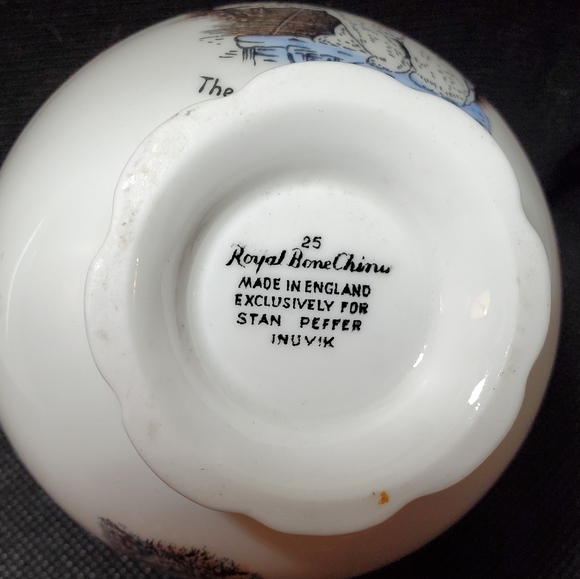 The
25
Royal Bone China
MADE IN ENGLAND
EXCLUSIVELY FOR
STAN PEFFER
INUVIK